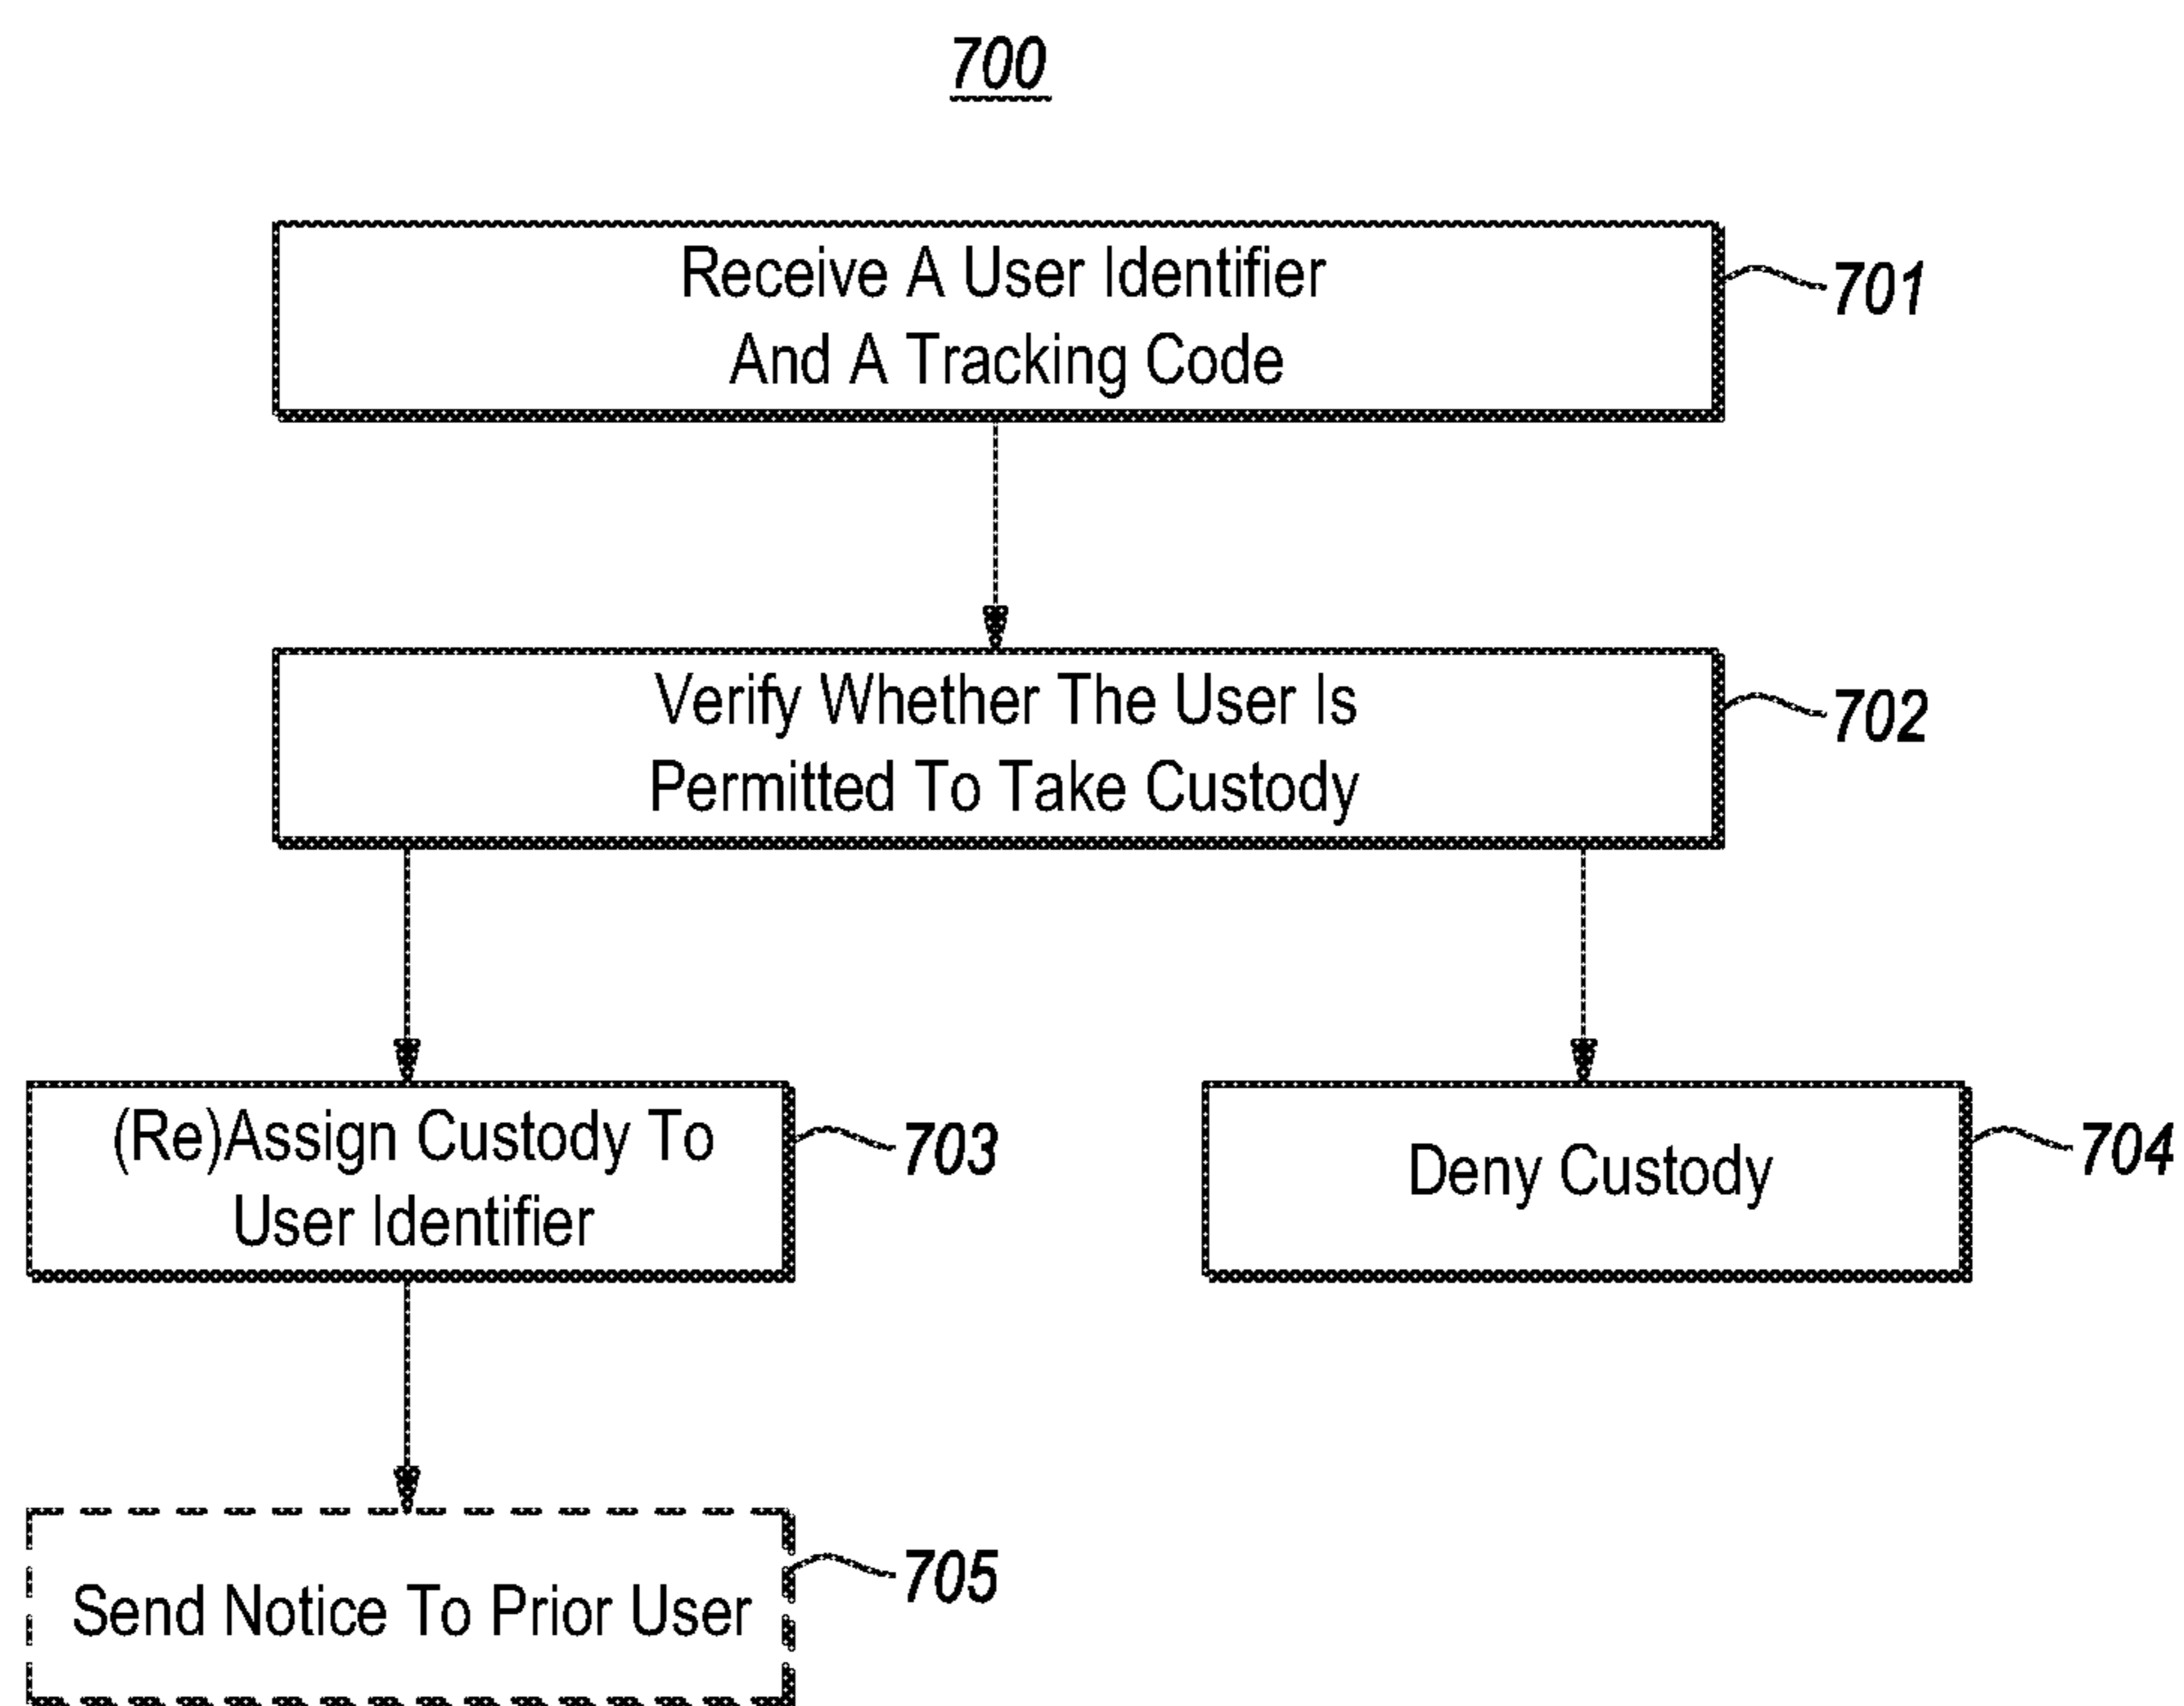 700
Receive A User Identifier
And A Tracking Code
701
Verify Whether The User Is
Permitted To Take Custody
702
(Re)Assign Custody To
User Identifier
703
Deny Custody
704
Send Notice To Prior User
705